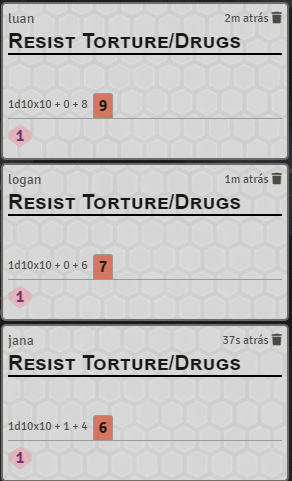 luan 2m atrás
Resist Torture/Drugs
1d10x10 + 0 + 8 9
1
logan 1m atrás
Resist Torture/Drugs
1d10x10 + 0 + 6 7
1
jana 37s atrás
Resist Torture/Drugs
1d10x10 + 1 + 4 6
1